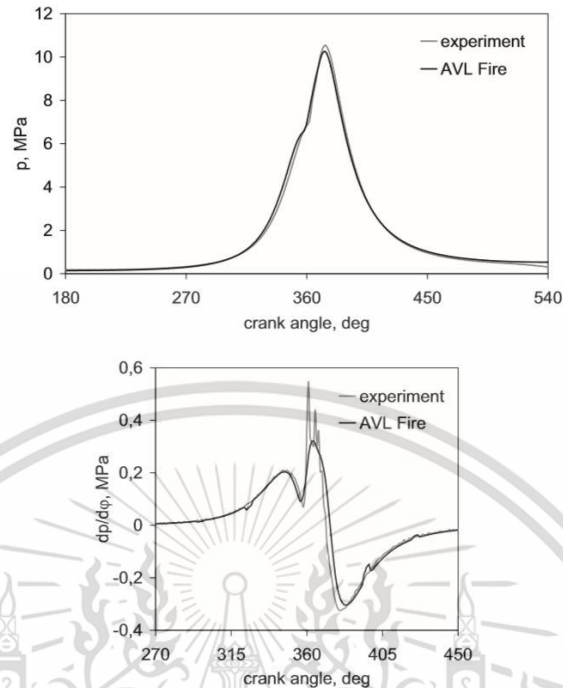 12
10
8
6
4
2
0
p, MPa
experiment
AVL Fire
180 270 360 450 540
crank angle, deg
0,6
0,4
0,2
0
-0,2
-0,4
dp/dφ, MPa
experiment
AVL Fire
270 315 360 405 450
crank angle, deg